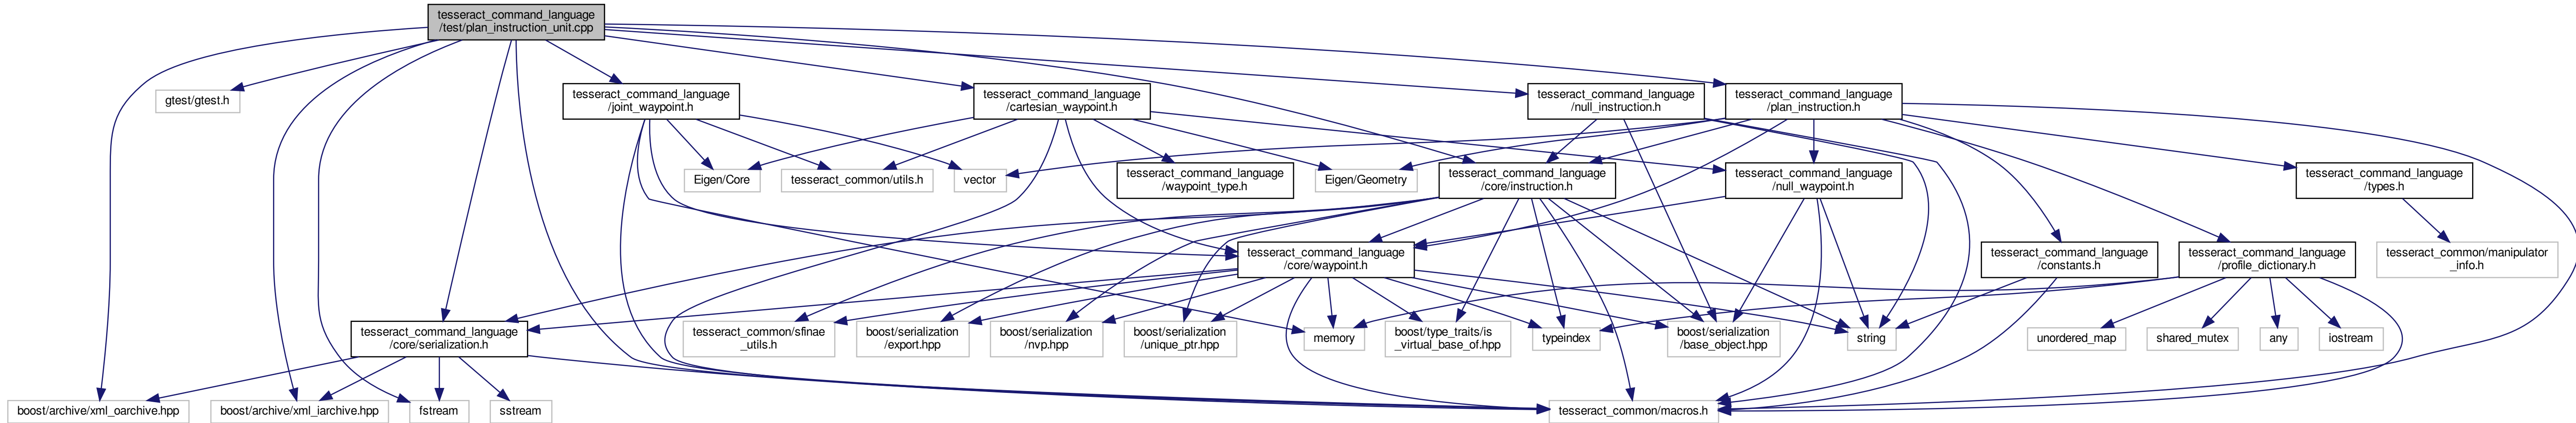 tesseract_command_language
/test/plan_instruction_unit.cpp
gtest/gtest.h
tesseract_command_language
/joint_waypoint.h
tesseract_command_language
/cartesian_waypoint.h
tesseract_command_language
/null_instruction.h
tesseract_command_language
/plan_instruction.h
Eigen/Core
tesseract_common/utils.h
vector
tesseract_command_language
/waypoint_type.h
Eigen/Geometry
tesseract_command_language
/core/instruction.h
tesseract_command_language
/null_waypoint.h
tesseract_command_language
/types.h
tesseract_command_language
/core/waypoint.h
tesseract_command_language
/constants.h
tesseract_command_language
/profile_dictionary.h
tesseract_common/manipulator
_info.h
tesseract_command_language
/core/serialization.h
tesseract_common/sfinae
_utils.h
boost/serialization
/export.hpp
boost/serialization
/nvp.hpp
boost/serialization
/unique_ptr.hpp
memory
boost/type_traits/is
_virtual_base_of.hpp
typeindex
boost/serialization
/base_object.hpp
string
unordered_map
shared_mutex
any
iostream
boost/archive/xml_oarchive.hpp
boost/archive/xml_iarchive.hpp
fstream
sstream
tesseract_common/macros.h